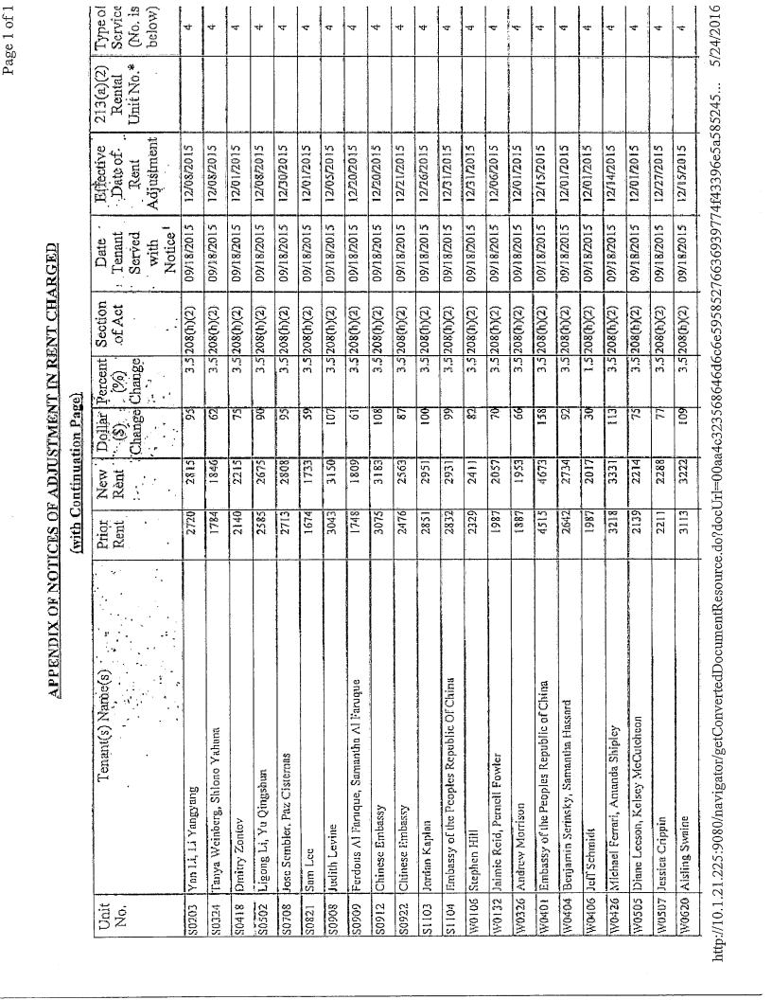 Page 1 of 1
APPENDIX OF NOTICES OF ADJUSTMENT IN RENT CHARGED
(with Continuation Page)
Unit No. Tenant(s) Name(s) Prior Rent New Rent Dollar ($) Change Percent (%) Change Section of Act Date Tenant Served with Notice¹ Effective Date of Rent Adjustment 213(a)(2) Rental Unit No.* Type of Service (No. is below)
S0203 Yan Li, Li Yangyang 2720 2815 95 3.5 208(h)(2) 09/18/2015 12/08/2015 4
S0324 Tanya Weinberg, Shlono Yahana 1784 1846 62 3.5 208(h)(2) 09/18/2015 12/08/2015 4
S0418 Dmitry Zontov 2140 2215 75 3.5 208(h)(2) 09/18/2015 12/01/2015 4
S0502 Ligong Li, Yu Qingshun 2585 2675 90 3.5 208(h)(2) 09/18/2015 12/08/2015 4
S0708 Jose Sembler, Paz Cisternas 2713 2808 95 3.5 208(h)(2) 09/18/2015 12/30/2015 4
S0821 Sam Lee 1674 1733 59 3.5 208(h)(2) 09/18/2015 12/01/2015 4
S0908 Judith Levine 3043 3150 107 3.5 208(h)(2) 09/18/2015 12/05/2015 4
S0909 Ferdous Al Faruque, Samantha Al Faruque 1748 1809 61 3.5 208(h)(2) 09/18/2015 12/20/2015 4
S0912 Chinese Embassy 3075 3183 108 3.5 208(h)(2) 09/18/2015 12/20/2015 4
S0922 Chinese Embassy 2476 2563 87 3.5 208(h)(2) 09/18/2015 12/21/2015 4
S1103 Jordan Kaplan 2851 2951 100 3.5 208(h)(2) 09/18/2015 12/26/2015 4
S1104 Embassy of the Peoples Republic Of China 2832 2931 99 3.5 208(h)(2) 09/18/2015 12/31/2015 4
W0106 Stephen Hill 2329 2411 82 3.5 208(h)(2) 09/18/2015 12/31/2015 4
W0132 Jaimie Reid, Pernell Fowler 1987 2057 70 3.5 208(h)(2) 09/18/2015 12/06/2015 4
W0326 Andrew Morrison 1887 1953 66 3.5 208(h)(2) 09/18/2015 12/01/2015 4
W0401 Embassy of the Peoples Republic of China 4515 4673 158 3.5 208(h)(2) 09/18/2015 12/15/2015 4
W0404 Benjamin Serinsky, Samantha Hassard 2642 2734 92 3.5 208(h)(2) 09/18/2015 12/01/2015 4
W0406 Jeff Schmidt 1987 2017 30 1.5 208(h)(2) 09/18/2015 12/01/2015 4
W0426 Michael Ferrari, Amanda Shipley 3218 3331 113 3.5 208(h)(2) 09/18/2015 12/14/2015 4
W0505 Diane Leeson, Kelsey McCutcheon 2139 2214 75 3.5 208(h)(2) 09/18/2015 12/01/2015 4
W0507 Jessica Crippin 2211 2288 77 3.5 208(h)(2) 09/18/2015 12/27/2015 4
W0620 Aisling Swaine 3113 3222 109 3.5 208(h)(2) 09/18/2015 12/15/2015 4
http://10.1.21.225:9080/navigator/getConvertedDocumentResource.do?docUrl=00aa4c323568646d6c6e5958527663693977​4f43396e5a585245... 5/24/2016